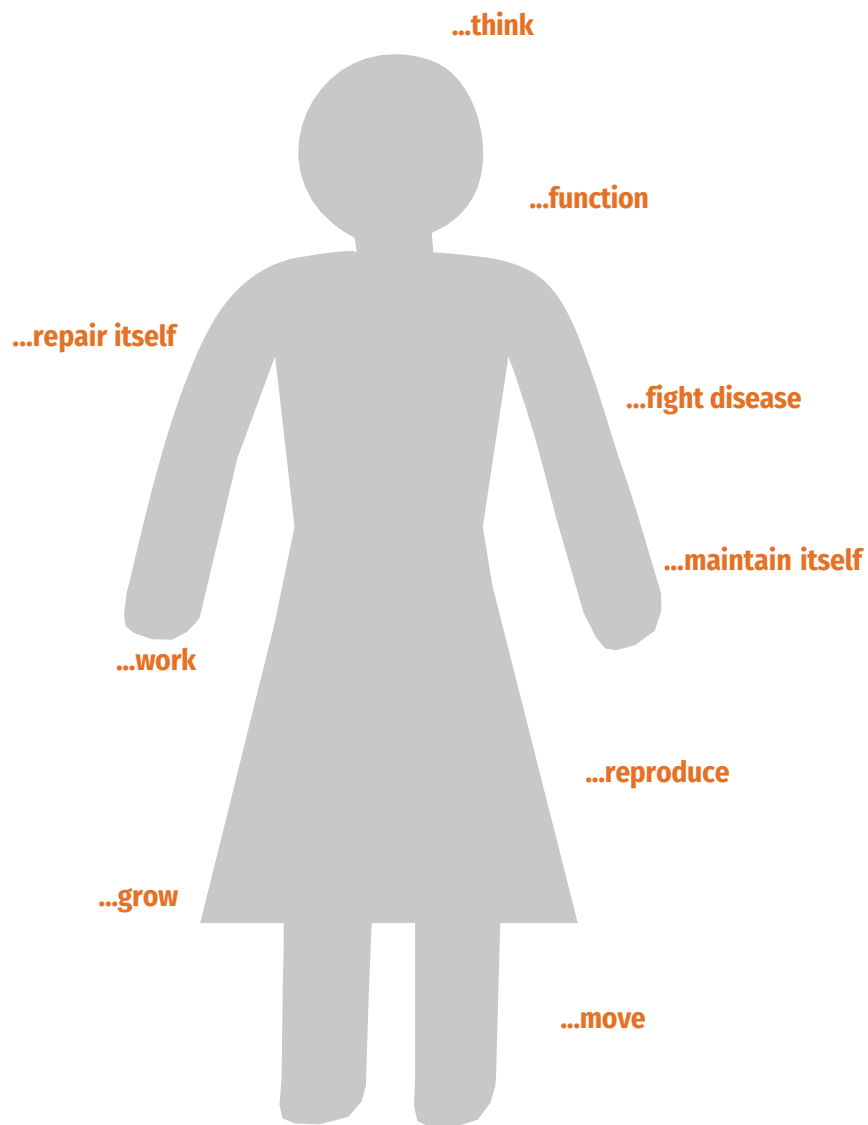 ...think
...function
...repair itself
...fight disease
...maintain itself
...work
...reproduce
...grow
...move